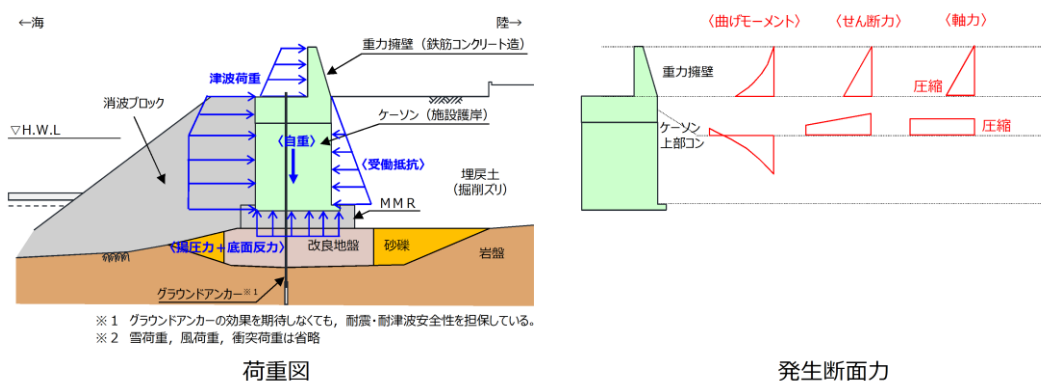 ←海
陸→
重力擁壁（鉄筋コンクリート造）
津波荷重
消波ブロック
ケーソン（施設護岸）
▽H.W.L
〈自重〉
〈受働抵抗〉
埋戻土
（掘削ズリ）
ＭＭＲ
〈揚圧力＋底面反力〉
改良地盤
砂礫
岩盤
グラウンドアンカー※1
※１ グラウンドアンカーの効果を期待しなくても，耐震・耐津波安全性を担保している。
※２ 雪荷重，風荷重，衝突荷重は省略
荷重図
〈曲げモーメント〉
〈せん断力〉
〈軸力〉
重力擁壁
圧縮
ケーソン
上部コン
圧縮
発生断面力